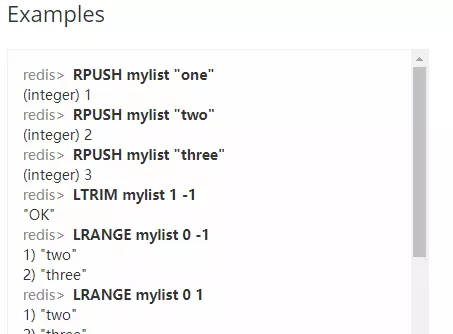 Examples
redis> RPUSH mylist "one"
(integer) 1
redis> RPUSH mylist "two"
(integer) 2
redis> RPUSH mylist "three"
(integer) 3
redis> LTRIM mylist 1 -1
"OK"
redis> LRANGE mylist 0 -1
1) "two"
2) "three"
redis> LRANGE mylist 0 1
1) "two"
2) "three"